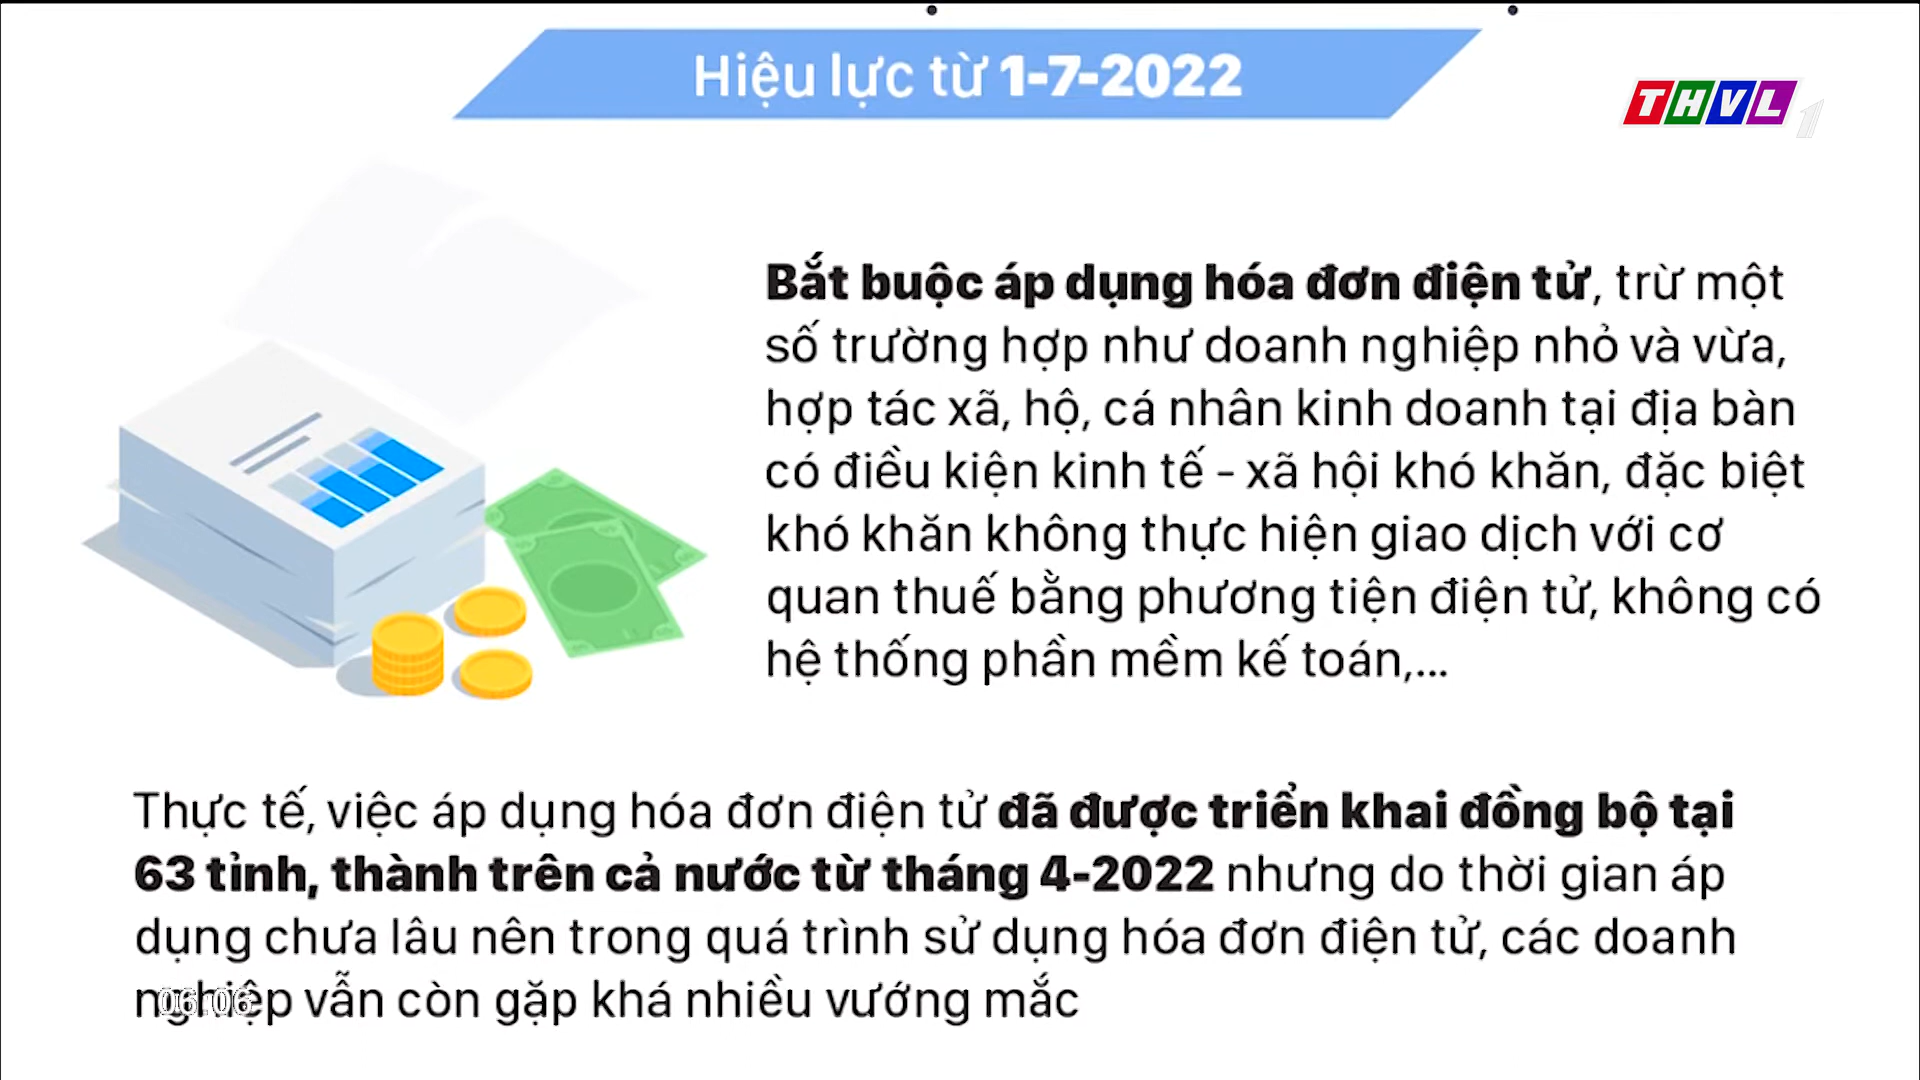 Hiệu lực từ 1-7-2022
THVL 1
Bắt buộc áp dụng hóa đơn điện tử, trừ một
số trường hợp như doanh nghiệp nhỏ và vừa,
hợp tác xã, hộ, cá nhân kinh doanh tại địa bàn
có điều kiện kinh tế - xã hội khó khăn, đặc biệt
khó khăn không thực hiện giao dịch với cơ
quan thuế bằng phương tiện điện tử, không có
hệ thống phần mềm kế toán,...
Thực tế, việc áp dụng hóa đơn điện tử đã được triển khai đồng bộ tại
63 tỉnh, thành trên cả nước từ tháng 4-2022 nhưng do thời gian áp
dụng chưa lâu nên trong quá trình sử dụng hóa đơn điện tử, các doanh
nghiệp vẫn còn gặp khá nhiều vướng mắc
06:06